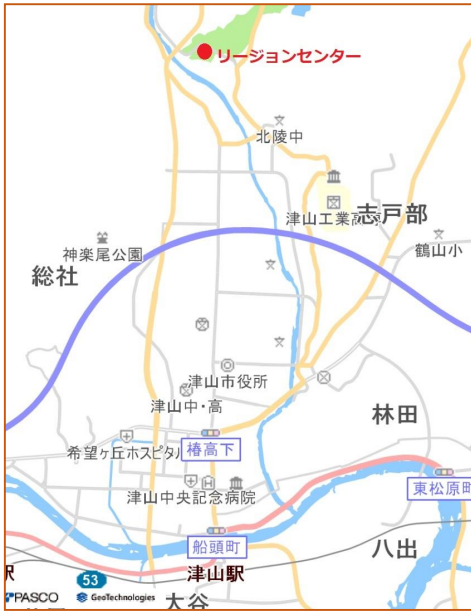 リージョンセンター
北陵中
津山工業高
志戸部
鶴山小
神楽尾公園
総社
津山市役所
津山中・高
林田
希望ヶ丘ホスピタル
椿高下
津山中央記念病院
東松原町
船頭町
八出
53
津山駅
駅
PASCO
GeoTechnologies
大谷